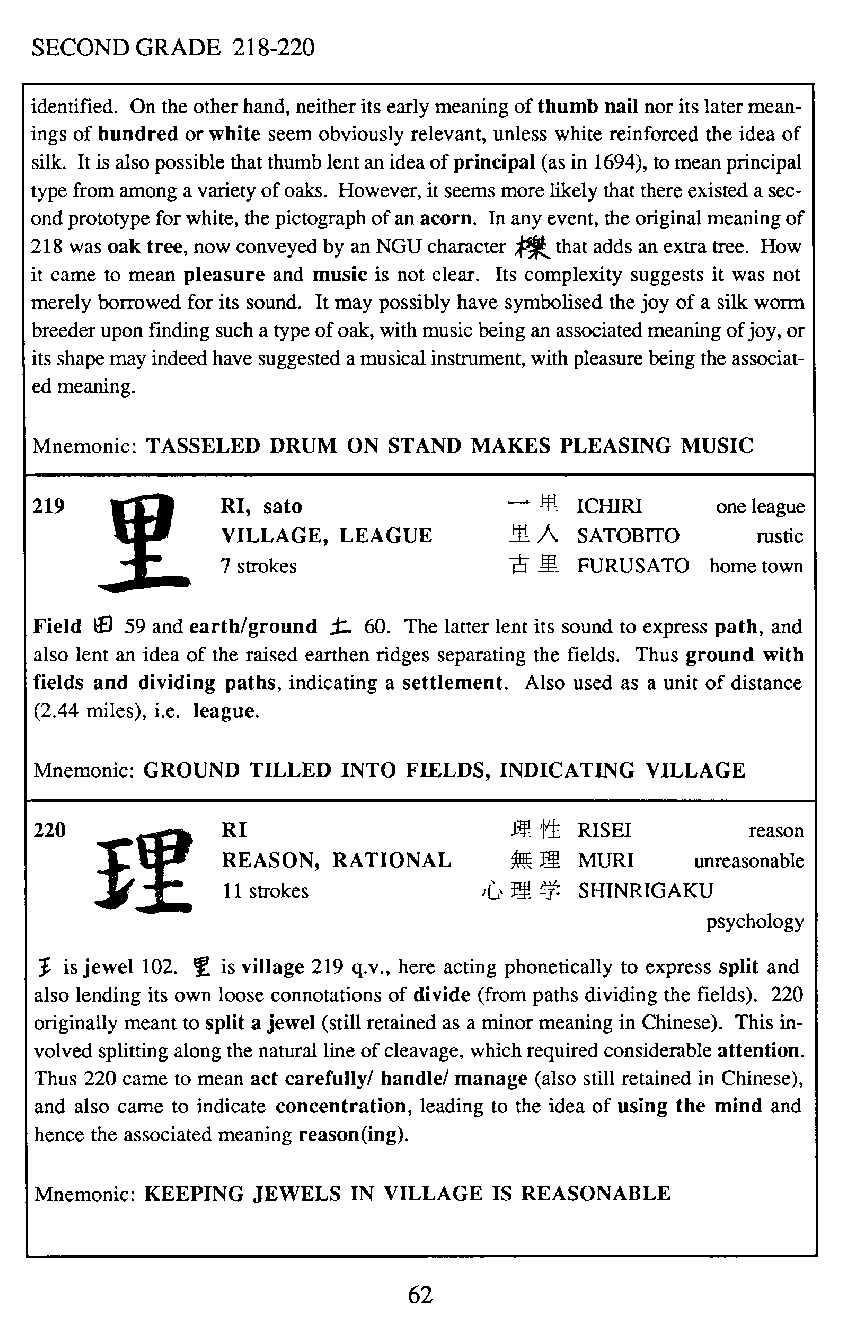 SECOND GRADE 218-220
identified. On the other hand, neither its early meaning of thumb nail nor its later mean-
ings of hundred or white seem obviously relevant, unless white reinforced the idea of
silk. It is also possible that thumb lent an idea of principal (as in 1694), to mean principal
type from among a variety of oaks. However, it seems more likely that there existed a sec-
ond prototype for white, the pictograph of an acorn. In any event, the original meaning of
218 was oak tree, now conveyed by an NGU character 檪 that adds an extra tree. How
it came to mean pleasure and music is not clear. Its complexity suggests it was not
merely borrowed for its sound. It may possibly have symbolised the joy of a silk worm
breeder upon finding such a type of oak, with music being an associated meaning of joy, or
its shape may indeed have suggested a musical instrument, with pleasure being the associat-
ed meaning.
Mnemonic: TASSELED DRUM ON STAND MAKES PLEASING MUSIC
219 里 RI, sato 一里 ICHIRI one league
VILLAGE, LEAGUE 里人 SATOBITO rustic
7 strokes 古里 FURUSATO home town
Field 田 59 and earth/ground 土 60. The latter lent its sound to express path, and
also lent an idea of the raised earthen ridges separating the fields. Thus ground with
fields and dividing paths, indicating a settlement. Also used as a unit of distance
(2.44 miles), i.e. league.
Mnemonic: GROUND TILLED INTO FIELDS, INDICATING VILLAGE
220 理 RI 理性 RISEI reason
REASON, RATIONAL 無理 MURI unreasonable
11 strokes 心理学 SHINRIGAKU
psychology
王 is jewel 102. 里 is village 219 q.v., here acting phonetically to express split and
also lending its own loose connotations of divide (from paths dividing the fields). 220
originally meant to split a jewel (still retained as a minor meaning in Chinese). This in-
volved splitting along the natural line of cleavage, which required considerable attention.
Thus 220 came to mean act carefully/ handle/ manage (also still retained in Chinese),
and also came to indicate concentration, leading to the idea of using the mind and
hence the associated meaning reason(ing).
Mnemonic: KEEPING JEWELS IN VILLAGE IS REASONABLE
62